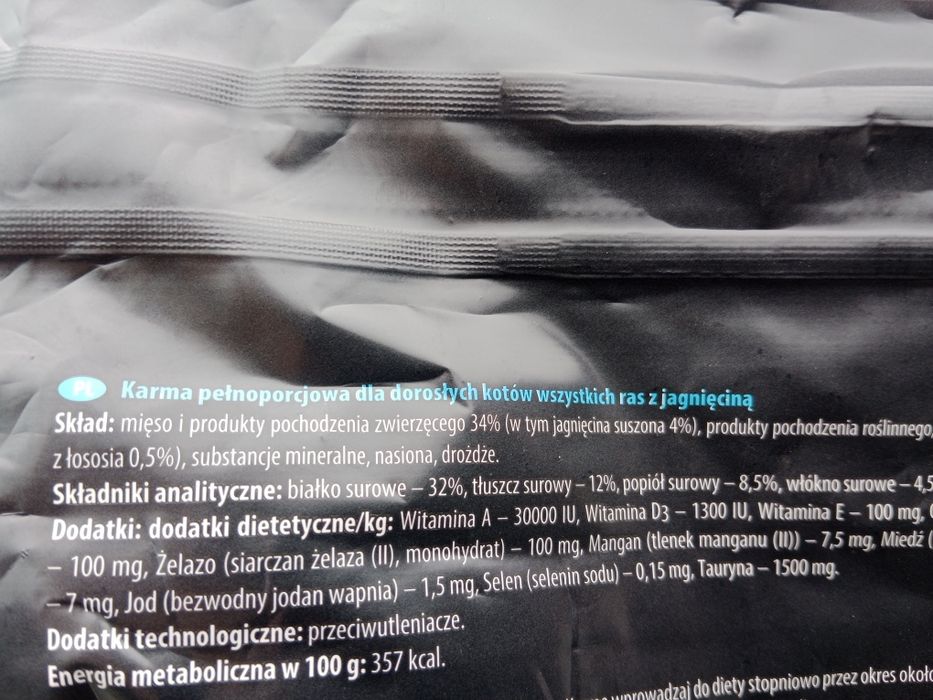 PL Karma pełnoporcjowa dla dorosłych kotów wszystkich ras z jagnięciną
Skład: mięso i produkty pochodzenia zwierzęcego 34% (w tym jagnięcina suszona 4%), produkty pochodzenia roślinnego,
z łososia 0,5%), substancje mineralne, nasiona, drożdże.
Składniki analityczne: białko surowe – 32%, tłuszcz surowy – 12%, popiół surowy – 8,5%, włókno surowe – 4,5
Dodatki: dodatki dietetyczne/kg: Witamina A – 30000 IU, Witamina D3 – 1300 IU, Witamina E – 100 mg,
– 100 mg, Żelazo (siarczan żelaza (II), monohydrat) – 100 mg, Mangan (tlenek manganu (II)) – 7,5 mg, Miedź (
– 7 mg, Jod (bezwodny jodan wapnia) – 1,5 mg, Selen (selenin sodu) – 0,15 mg, Tauryna – 1500 mg.
Dodatki technologiczne: przeciwutleniacze.
Energia metaboliczna w 100 g: 357 kcal.
wprowadzaj do diety stopniowo przez okres około